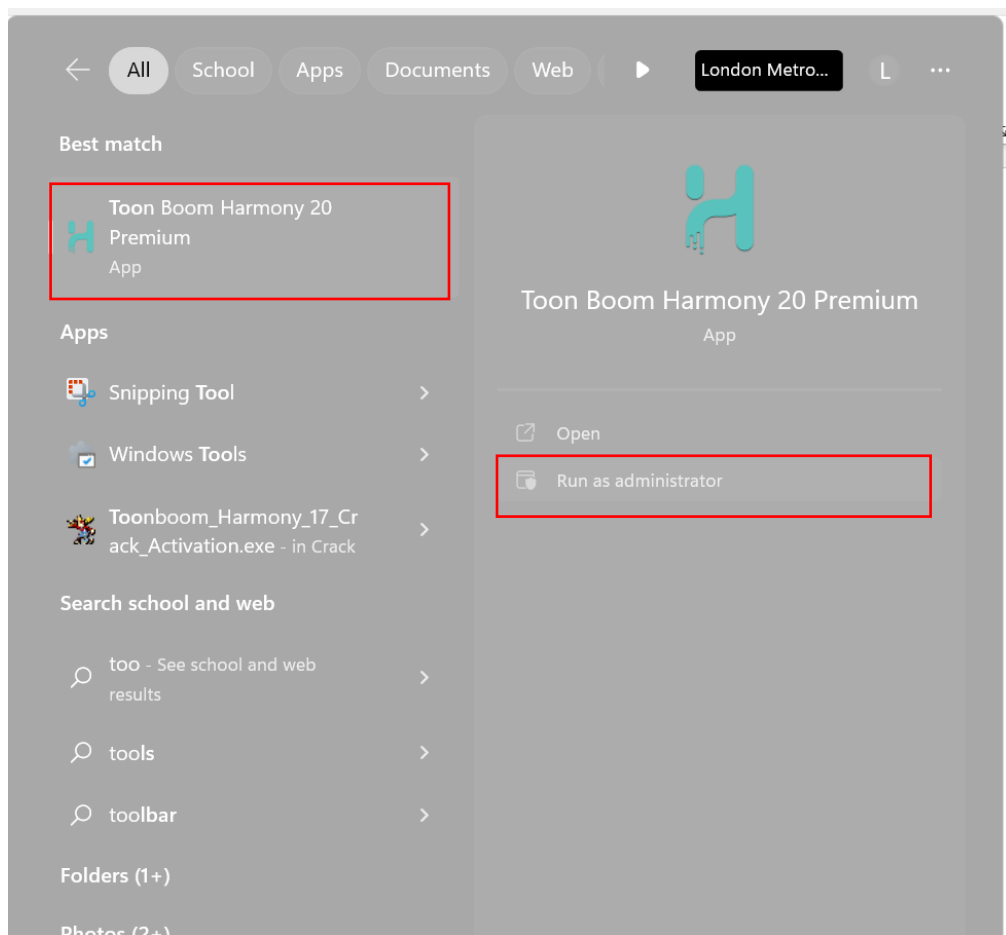 All School Apps Documents Web London Metro... L ...
Best match
Toon Boom Harmony 20
Premium
App
Toon Boom Harmony 20 Premium
App
Open
Run as administrator
Apps
Snipping Tool
Windows Tools
Toonboom_Harmony_17_Cr
ack_Activation.exe - in Crack
Search school and web
too - See school and web
results
tools
toolbar
Folders (1+)
Photos (2+)